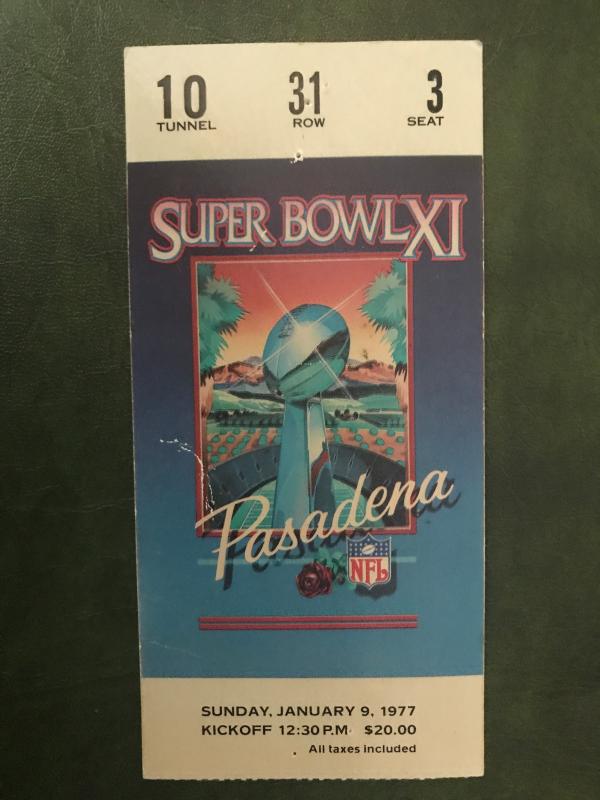 10 31 3
TUNNEL ROW SEAT
SUPER BOWL XI
Pasadena
NFL
SUNDAY, JANUARY 9, 1977
KICKOFF 12:30 P.M. $20.00
All taxes included